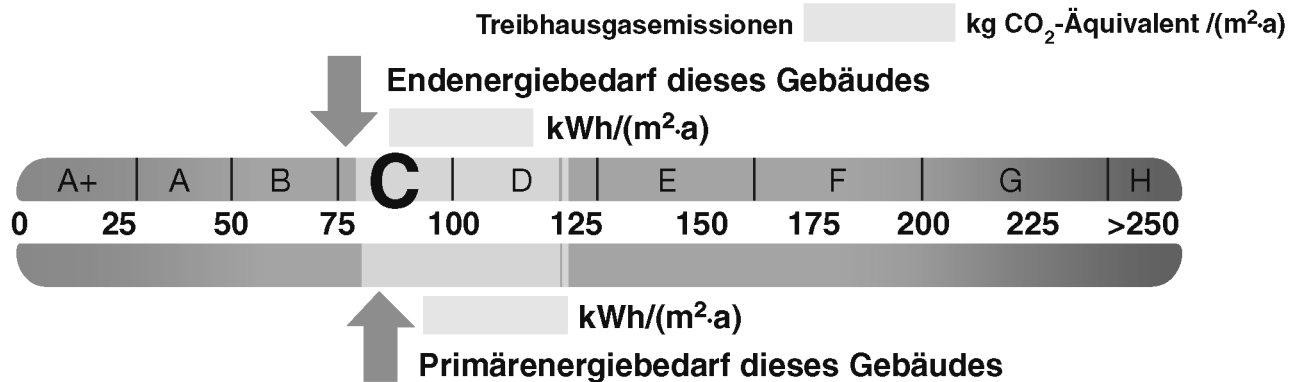 Treibhausgasemissionen kg CO₂-Äquivalent /(m²·a)
Endenergiebedarf dieses Gebäudes
kWh/(m²·a)
A+ A B C D E F G H
0 25 50 75 100 125 150 175 200 225 >250
kWh/(m²·a)
Primärenergiebedarf dieses Gebäudes